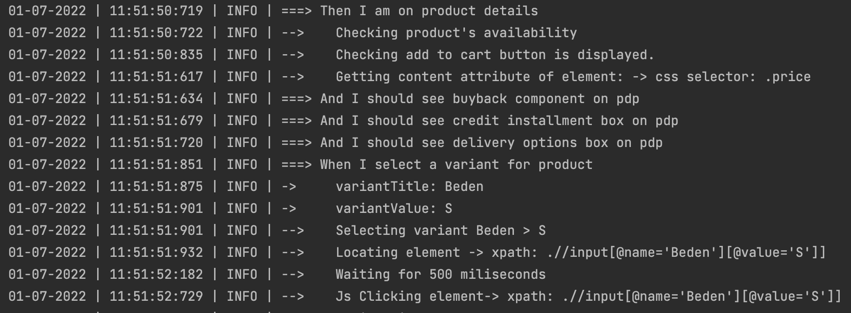 01-07-2022 | 11:51:50:719 | INFO | ===> Then I am on product details
01-07-2022 | 11:51:50:722 | INFO | -->    Checking product's availability
01-07-2022 | 11:51:50:835 | INFO | -->    Checking add to cart button is displayed.
01-07-2022 | 11:51:51:617 | INFO | -->    Getting content attribute of element: -> css selector: .price
01-07-2022 | 11:51:51:634 | INFO | ===> And I should see buyback component on pdp
01-07-2022 | 11:51:51:679 | INFO | ===> And I should see credit installment box on pdp
01-07-2022 | 11:51:51:720 | INFO | ===> And I should see delivery options box on pdp
01-07-2022 | 11:51:51:851 | INFO | ===> When I select a variant for product
01-07-2022 | 11:51:51:875 | INFO | ->     variantTitle: Beden
01-07-2022 | 11:51:51:901 | INFO | ->     variantValue: S
01-07-2022 | 11:51:51:901 | INFO | -->    Selecting variant Beden > S
01-07-2022 | 11:51:51:932 | INFO | -->    Locating element -> xpath: .//input[@name='Beden'][@value='S']]
01-07-2022 | 11:51:52:182 | INFO | -->    Waiting for 500 miliseconds
01-07-2022 | 11:51:52:729 | INFO | -->    Js Clicking element-> xpath: .//input[@name='Beden'][@value='S']]